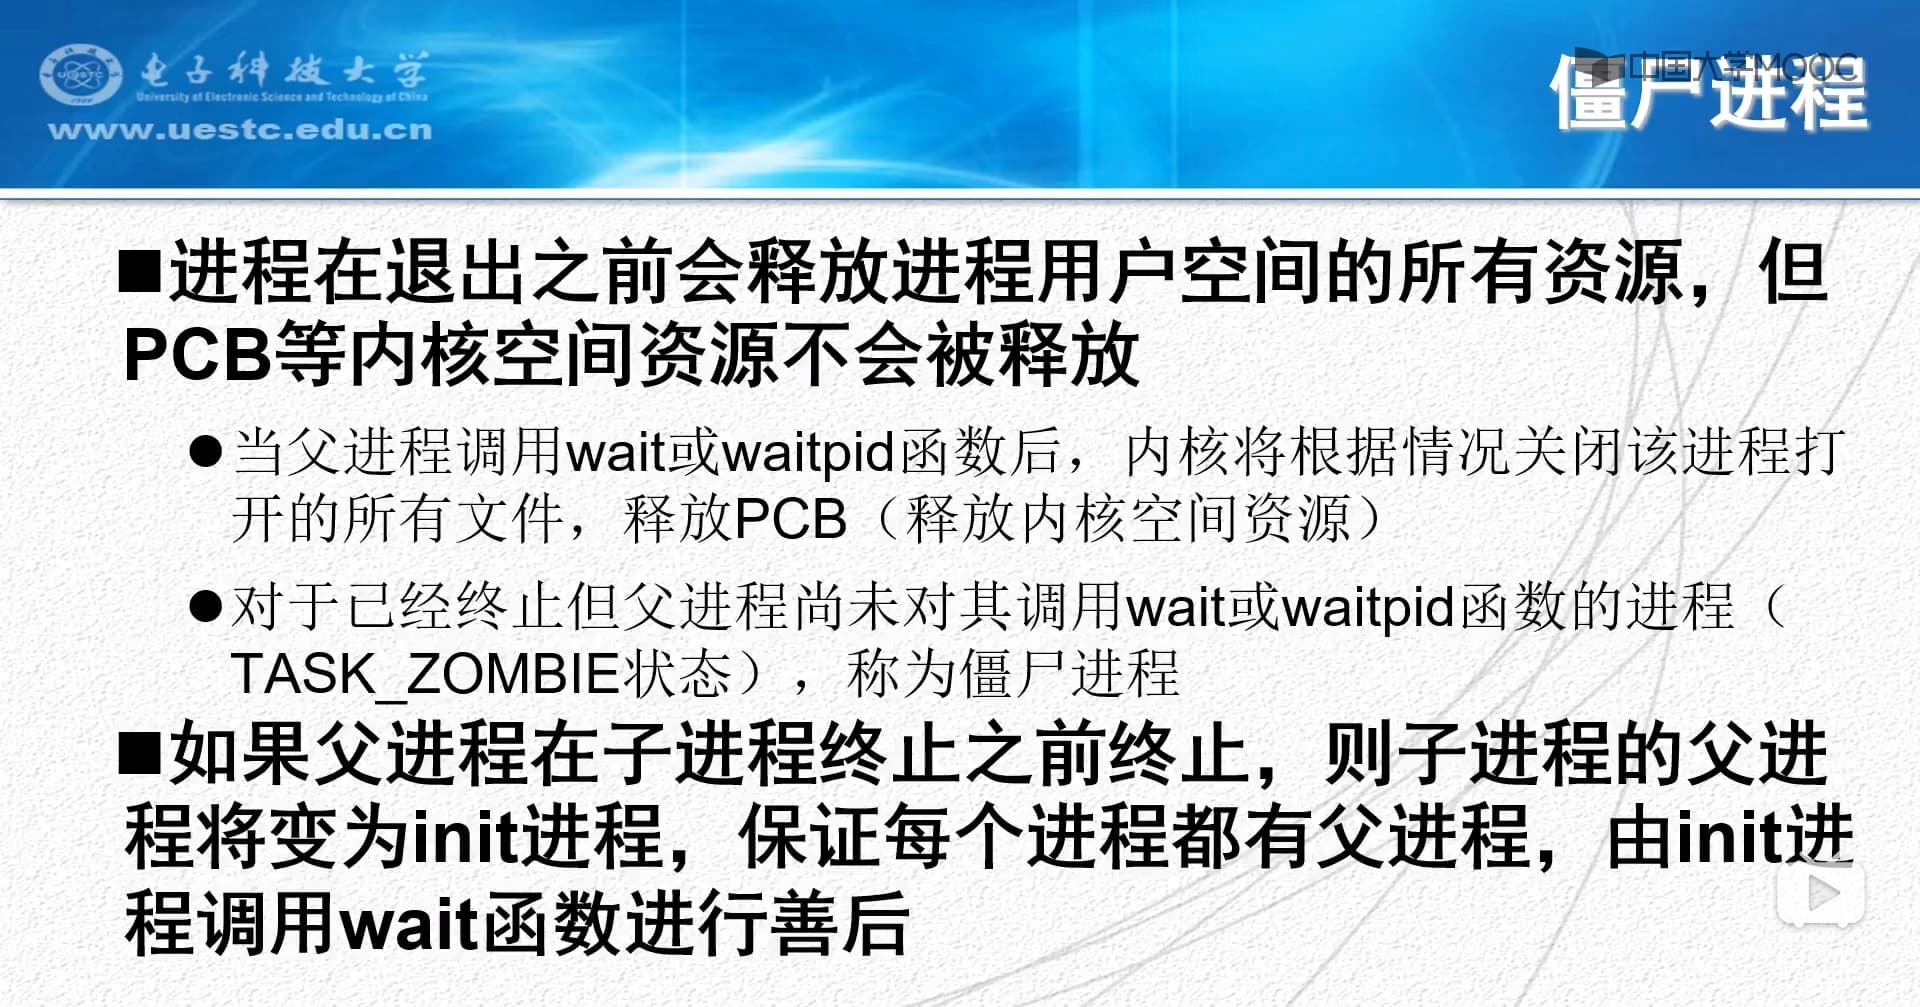 电子科技大学
University of Electronic Science and Technology of China
www.uestc.edu.cn
中国大学MOOC
僵尸进程
■进程在退出之前会释放进程用户空间的所有资源，但
PCB等内核空间资源不会被释放
●当父进程调用wait或waitpid函数后，内核将根据情况关闭该进程打
开的所有文件，释放PCB（释放内核空间资源）
●对于已经终止但父进程尚未对其调用wait或waitpid函数的进程（
TASK_ZOMBIE状态），称为僵尸进程
■如果父进程在子进程终止之前终止，则子进程的父进
程将变为init进程，保证每个进程都有父进程，由init进
程调用wait函数进行善后